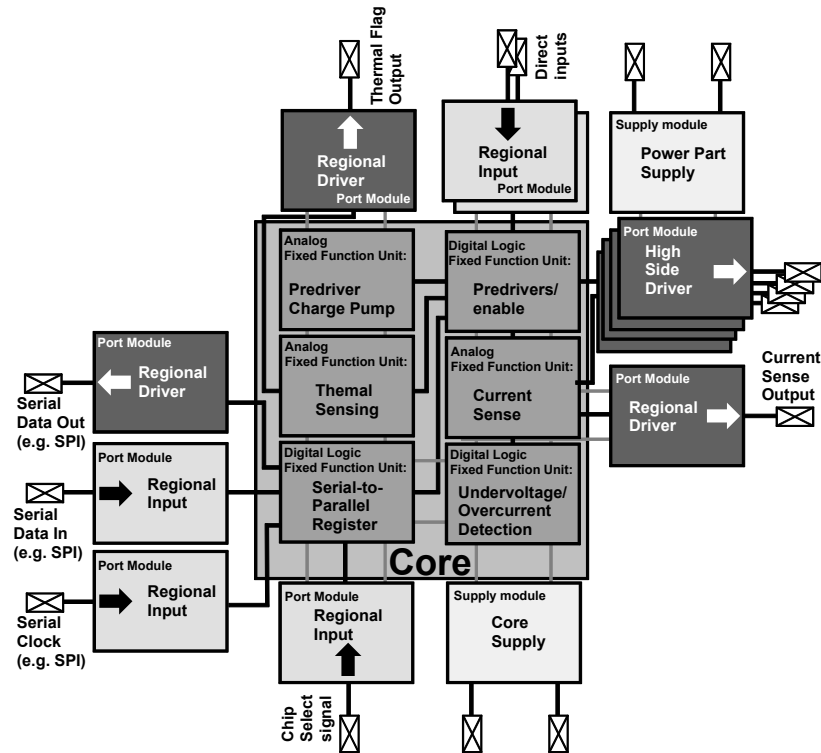 Thermal Flag
Output
Direct
inputs
Regional
Driver
Port Module
Regional
Input
Port Module
Supply module
Power Part
Supply
Analog
Fixed Function Unit:
Predriver
Charge Pump
Digital Logic
Fixed Function Unit:
Predrivers/
enable
Port Module
High
Side
Driver
Port Module
Regional
Driver
Serial
Data Out
(e.g. SPI)
Analog
Fixed Function Unit:
Themal
Sensing
Analog
Fixed Function Unit:
Current
Sense
Port Module
Regional
Driver
Current
Sense
Output
Port Module
Regional
Input
Serial
Data In
(e.g. SPI)
Digital Logic
Fixed Function Unit:
Serial-to-
Parallel
Register
Digital Logic
Fixed Function Unit:
Undervoltage/
Overcurrent
Detection
Core
Port Module
Regional
Input
Serial
Clock
(e.g. SPI)
Port Module
Regional
Input
Supply module
Core
Supply
Chip
Select
signal